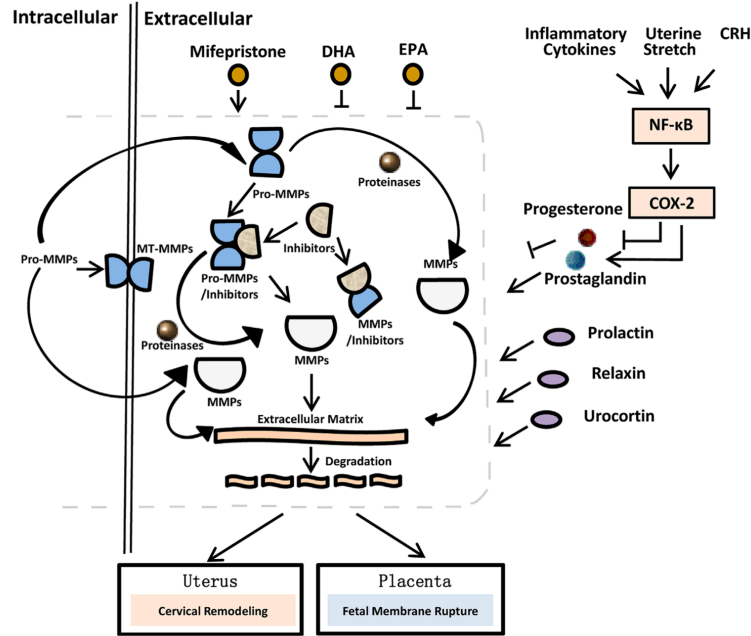 Intracellular
Extracellular
Inflammatory
Cytokines
Uterine
Stretch
CRH
Mifepristone
DHA
EPA
NF-κB
Proteinases
Pro-MMPs
COX-2
Progesterone
Inhibitors
MT-MMPs
Pro-MMPs
MMPs
Pro-MMPs
/Inhibitors
Prostaglandin
MMPs
/Inhibitors
Proteinases
MMPs
Prolactin
Relaxin
MMPs
Extracellular Matrix
Urocortin
Degradation
Uterus
Cervical Remodeling
Placenta
Fetal Membrane Rupture